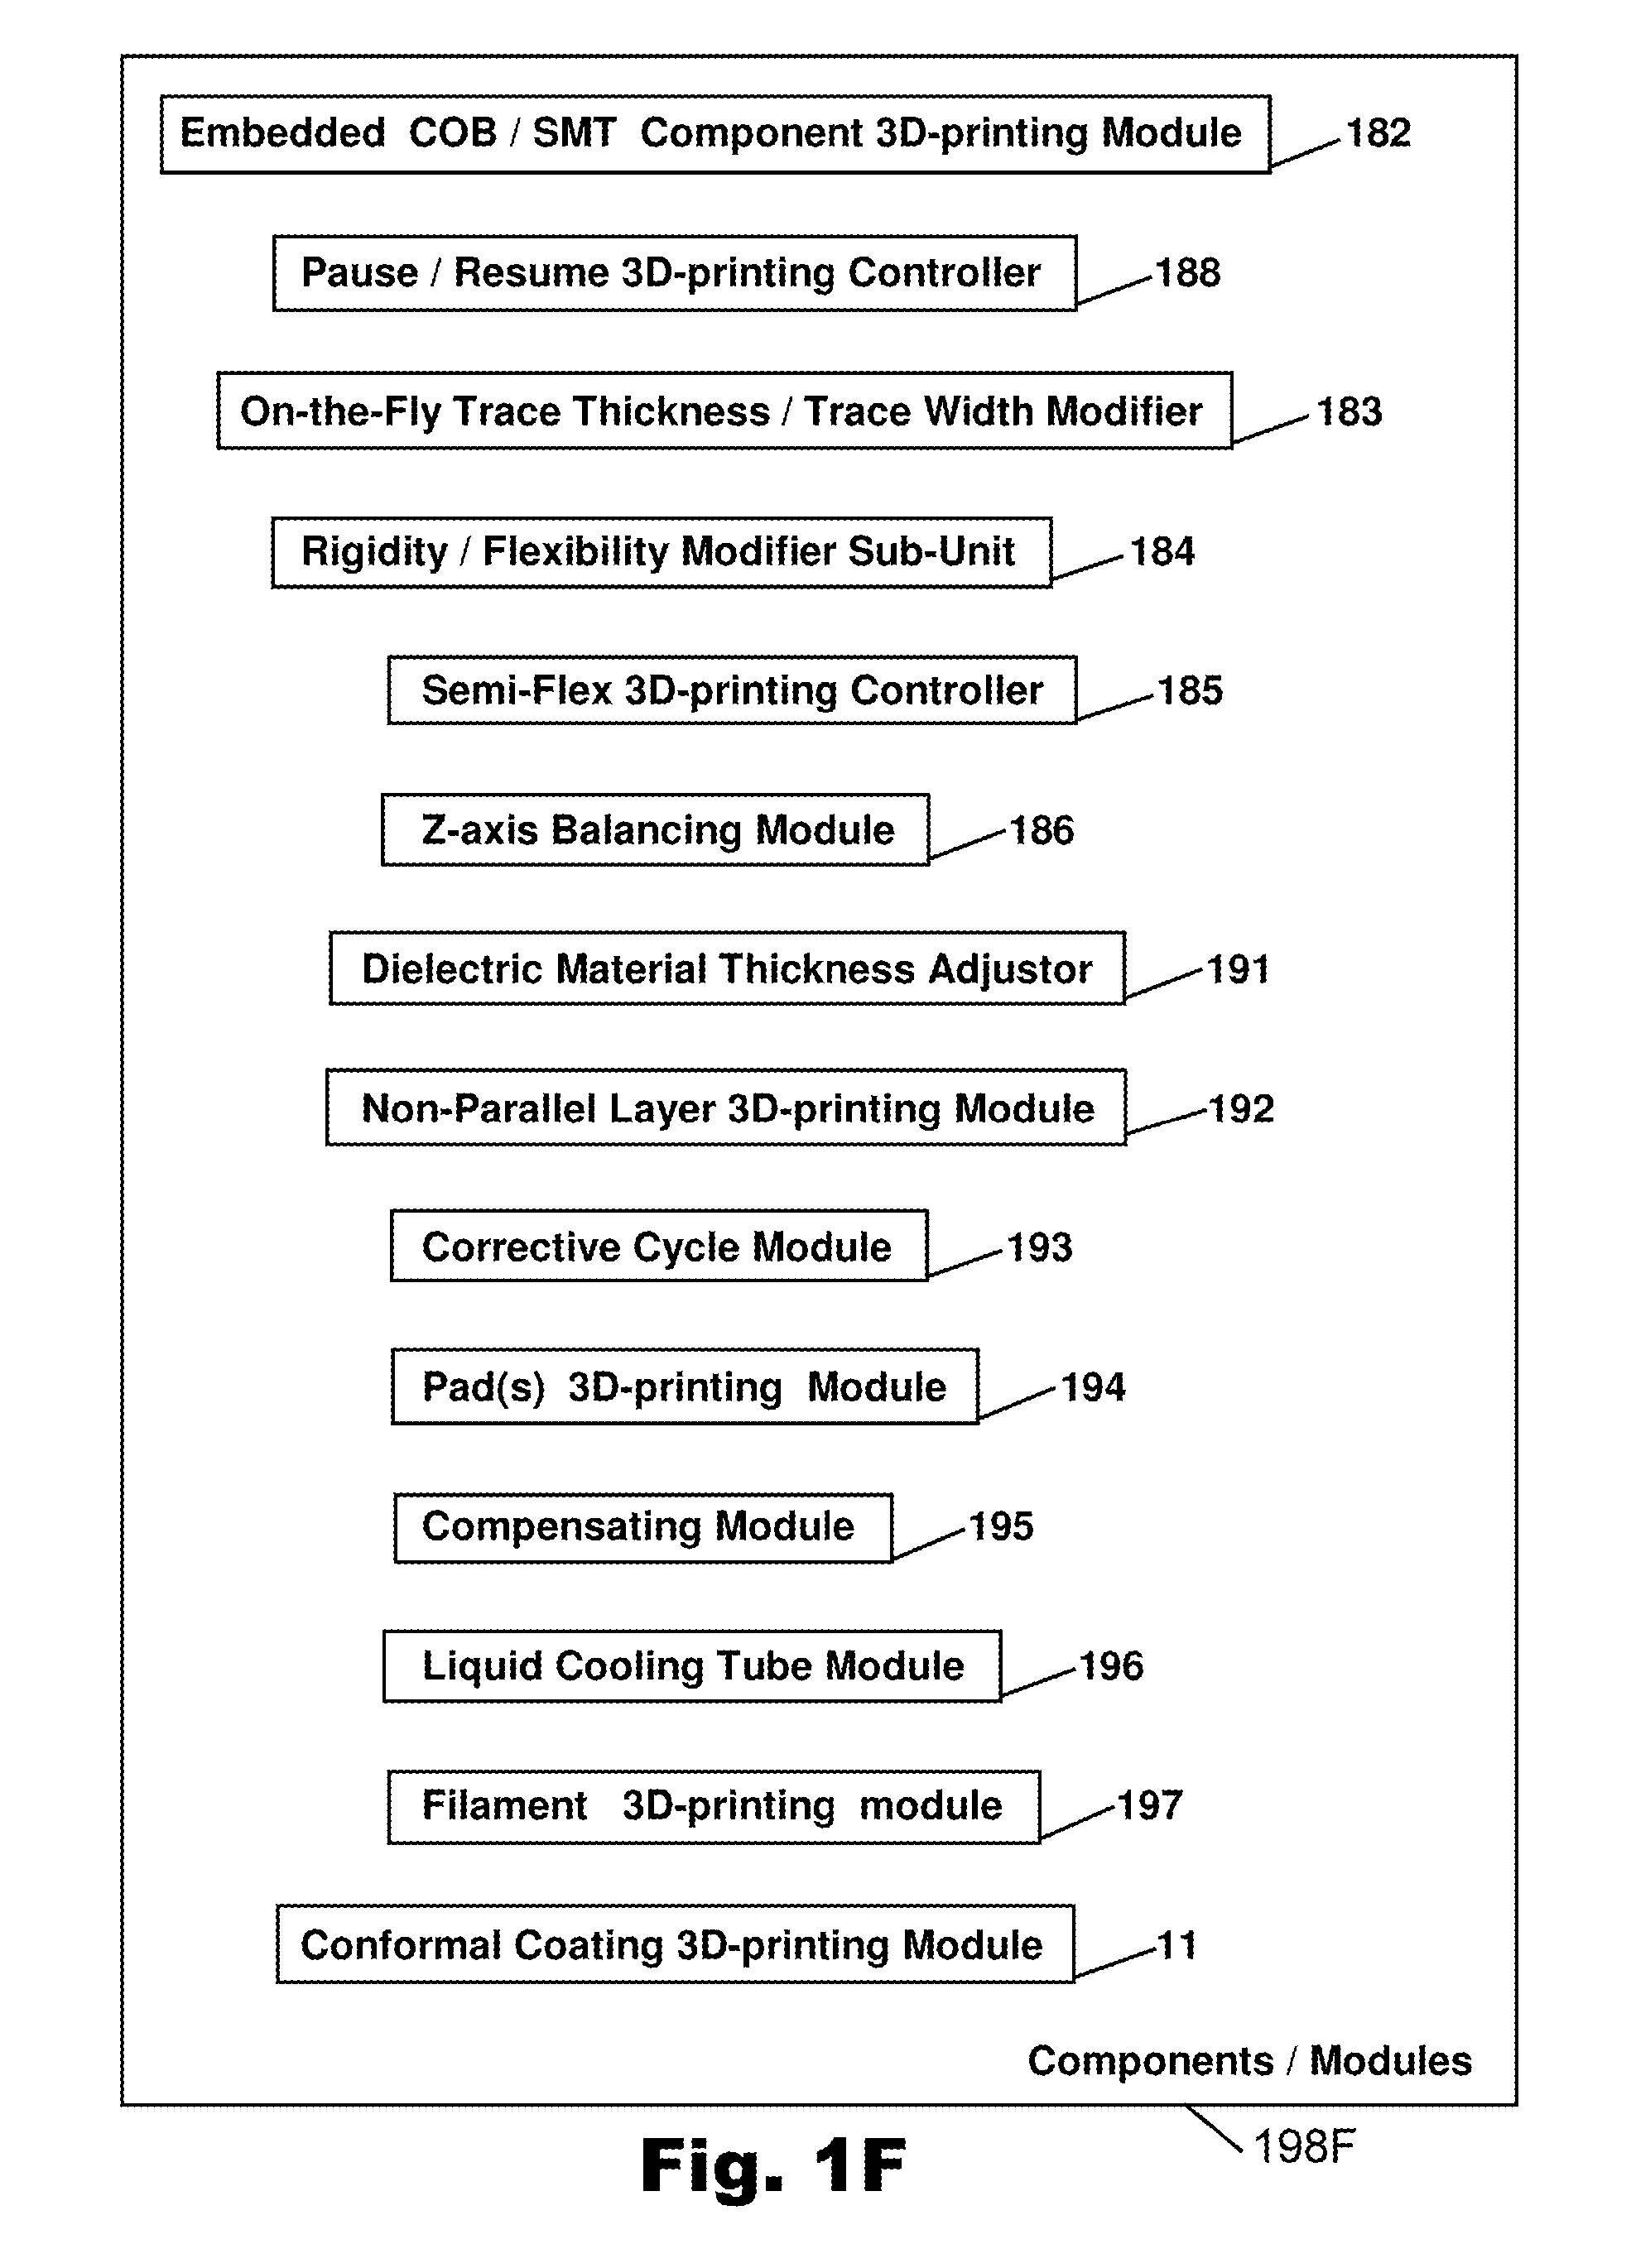 Embedded COB / SMT Component 3D-printing Module 182
Pause / Resume 3D-printing Controller 188
On-the-Fly Trace Thickness / Trace Width Modifier 183
Rigidity / Flexibility Modifier Sub-Unit 184
Semi-Flex 3D-printing Controller 185
Z-axis Balancing Module 186
Dielectric Material Thickness Adjustor 191
Non-Parallel Layer 3D-printing Module 192
Corrective Cycle Module 193
Pad(s) 3D-printing Module 194
Compensating Module 195
Liquid Cooling Tube Module 196
Filament 3D-printing module 197
Conformal Coating 3D-printing Module 11
Components / Modules
198F
Fig. 1F